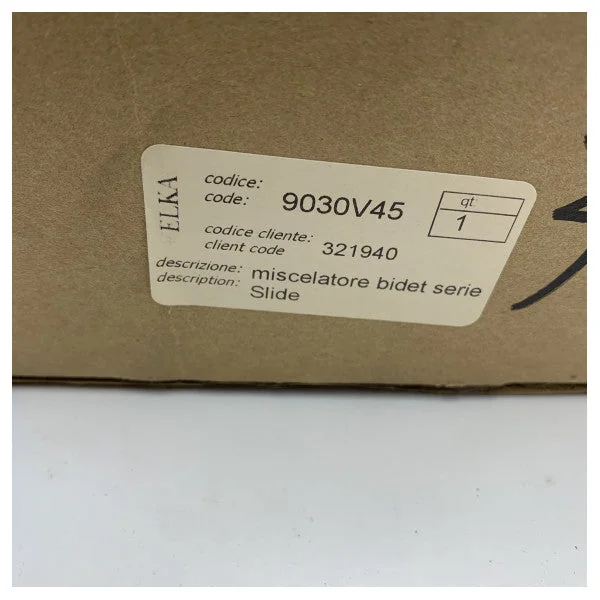 ELKA
codice:
code: 9030V45
qt
1
codice cliente:
client code 321940
descrizione: miscelatore bidet serie
description: Slide